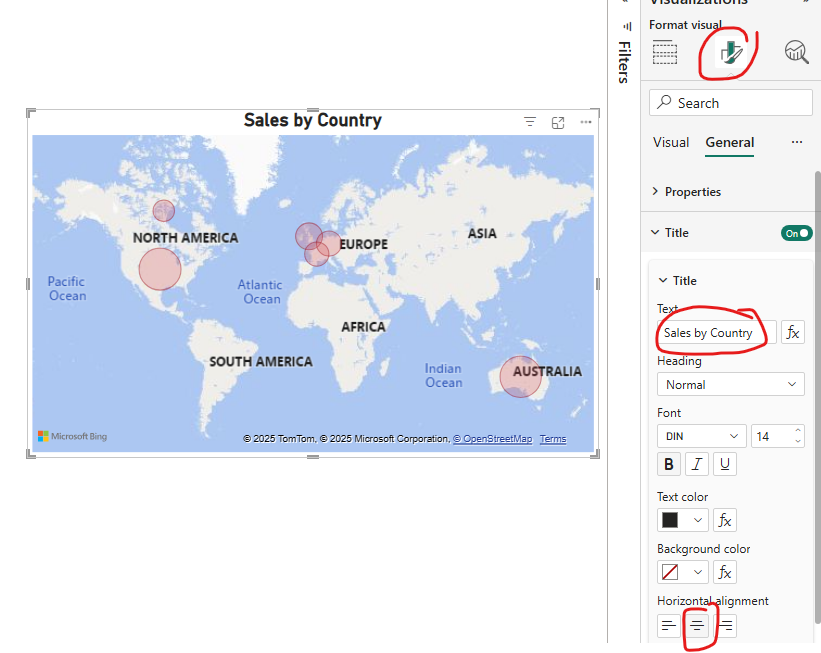 Visualizations
Format visual
Filters
Search
Visual
General
Properties
Title
On
Title
Text
Sales by Country
fx
Heading
Normal
Font
DIN
14
B
I
U
Text color
fx
Background color
fx
Horizontal alignment
Sales by Country
NORTH AMERICA
EUROPE
ASIA
Pacific
Ocean
Atlantic
Ocean
AFRICA
SOUTH AMERICA
Indian
Ocean
AUSTRALIA
Microsoft Bing
© 2025 TomTom, © 2025 Microsoft Corporation, © OpenStreetMap Terms